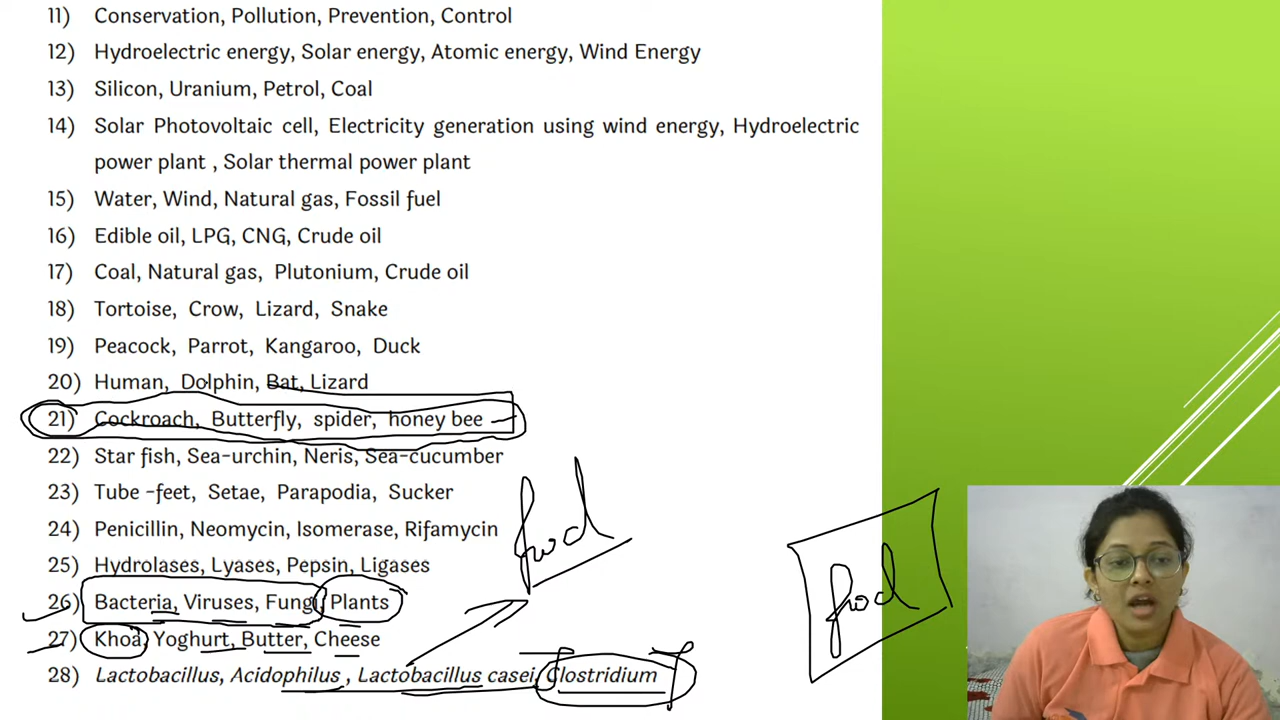 11) Conservation, Pollution, Prevention, Control
12) Hydroelectric energy, Solar energy, Atomic energy, Wind Energy
13) Silicon, Uranium, Petrol, Coal
14) Solar Photovoltaic cell, Electricity generation using wind energy, Hydroelectric
power plant , Solar thermal power plant
15) Water, Wind, Natural gas, Fossil fuel
16) Edible oil, LPG, CNG, Crude oil
17) Coal, Natural gas, Plutonium, Crude oil
18) Tortoise, Crow, Lizard, Snake
19) Peacock, Parrot, Kangaroo, Duck
20) Human, Dolphin, Bat, Lizard
21) Cockroach, Butterfly, spider, honey bee
22) Star fish, Sea-urchin, Neris, Sea-cucumber
23) Tube -feet, Setae, Parapodia, Sucker
24) Penicillin, Neomycin, Isomerase, Rifamycin
food
25) Hydrolases, Lyases, Pepsin, Ligases
26) Bacteria, Viruses, Fungi, Plants
food
27) Khoa, Yoghurt, Butter, Cheese
28) Lactobacillus, Acidophilus , Lactobacillus casei, Clostridium